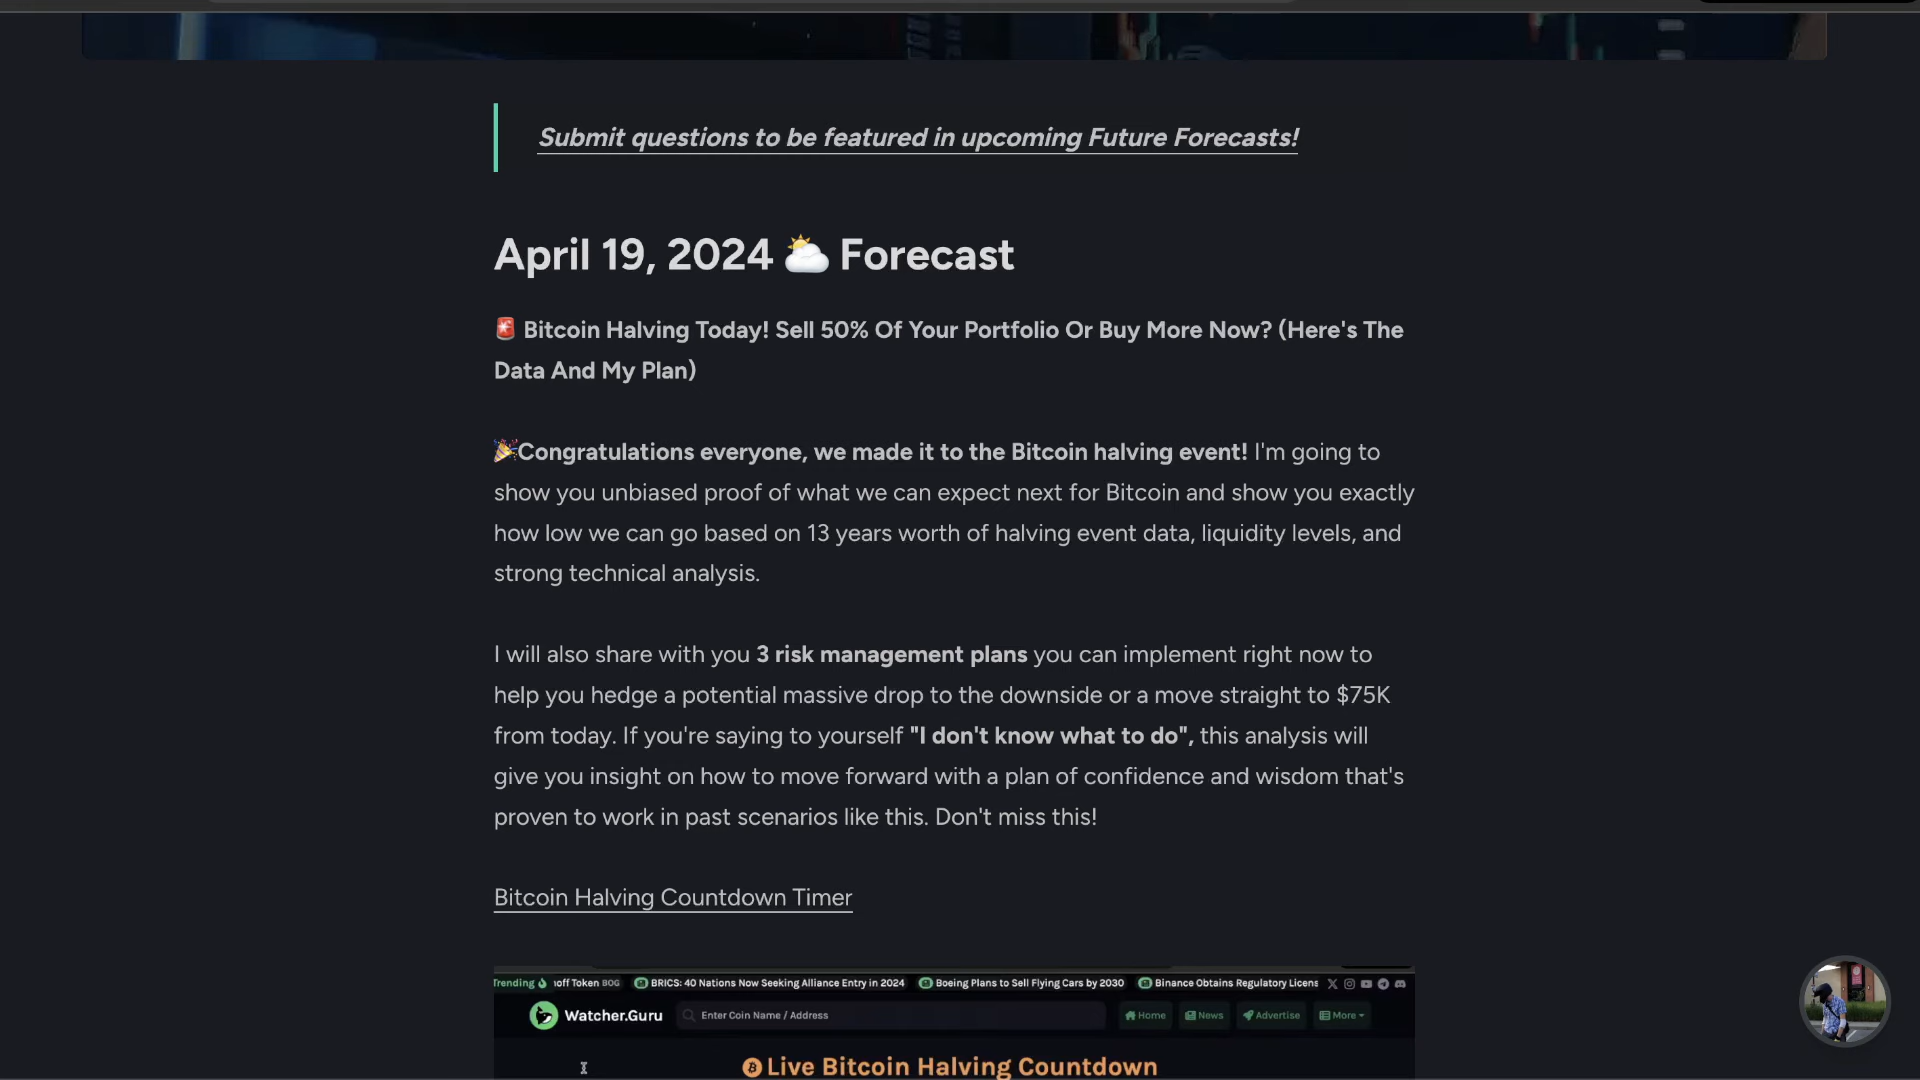 Submit questions to be featured in upcoming Future Forecasts!
April 19, 2024 🌥️ Forecast
🚨 Bitcoin Halving Today! Sell 50% Of Your Portfolio Or Buy More Now? (Here's The
Data And My Plan)
🎉Congratulations everyone, we made it to the Bitcoin halving event! I'm going to
show you unbiased proof of what we can expect next for Bitcoin and show you exactly
how low we can go based on 13 years worth of halving event data, liquidity levels, and
strong technical analysis.
I will also share with you 3 risk management plans you can implement right now to
help you hedge a potential massive drop to the downside or a move straight to $75K
from today. If you're saying to yourself "I don't know what to do", this analysis will
give you insight on how to move forward with a plan of confidence and wisdom that's
proven to work in past scenarios like this. Don't miss this!
Bitcoin Halving Countdown Timer
Trending off Token BOG BRICS: 40 Nations Now Seeking Alliance Entry in 2024 Boeing Plans to Sell Flying Cars by 2030 Binance Obtains Regulatory Licens
Watcher.Guru Enter Coin Name / Address Home News Advertise More
Live Bitcoin Halving Countdown